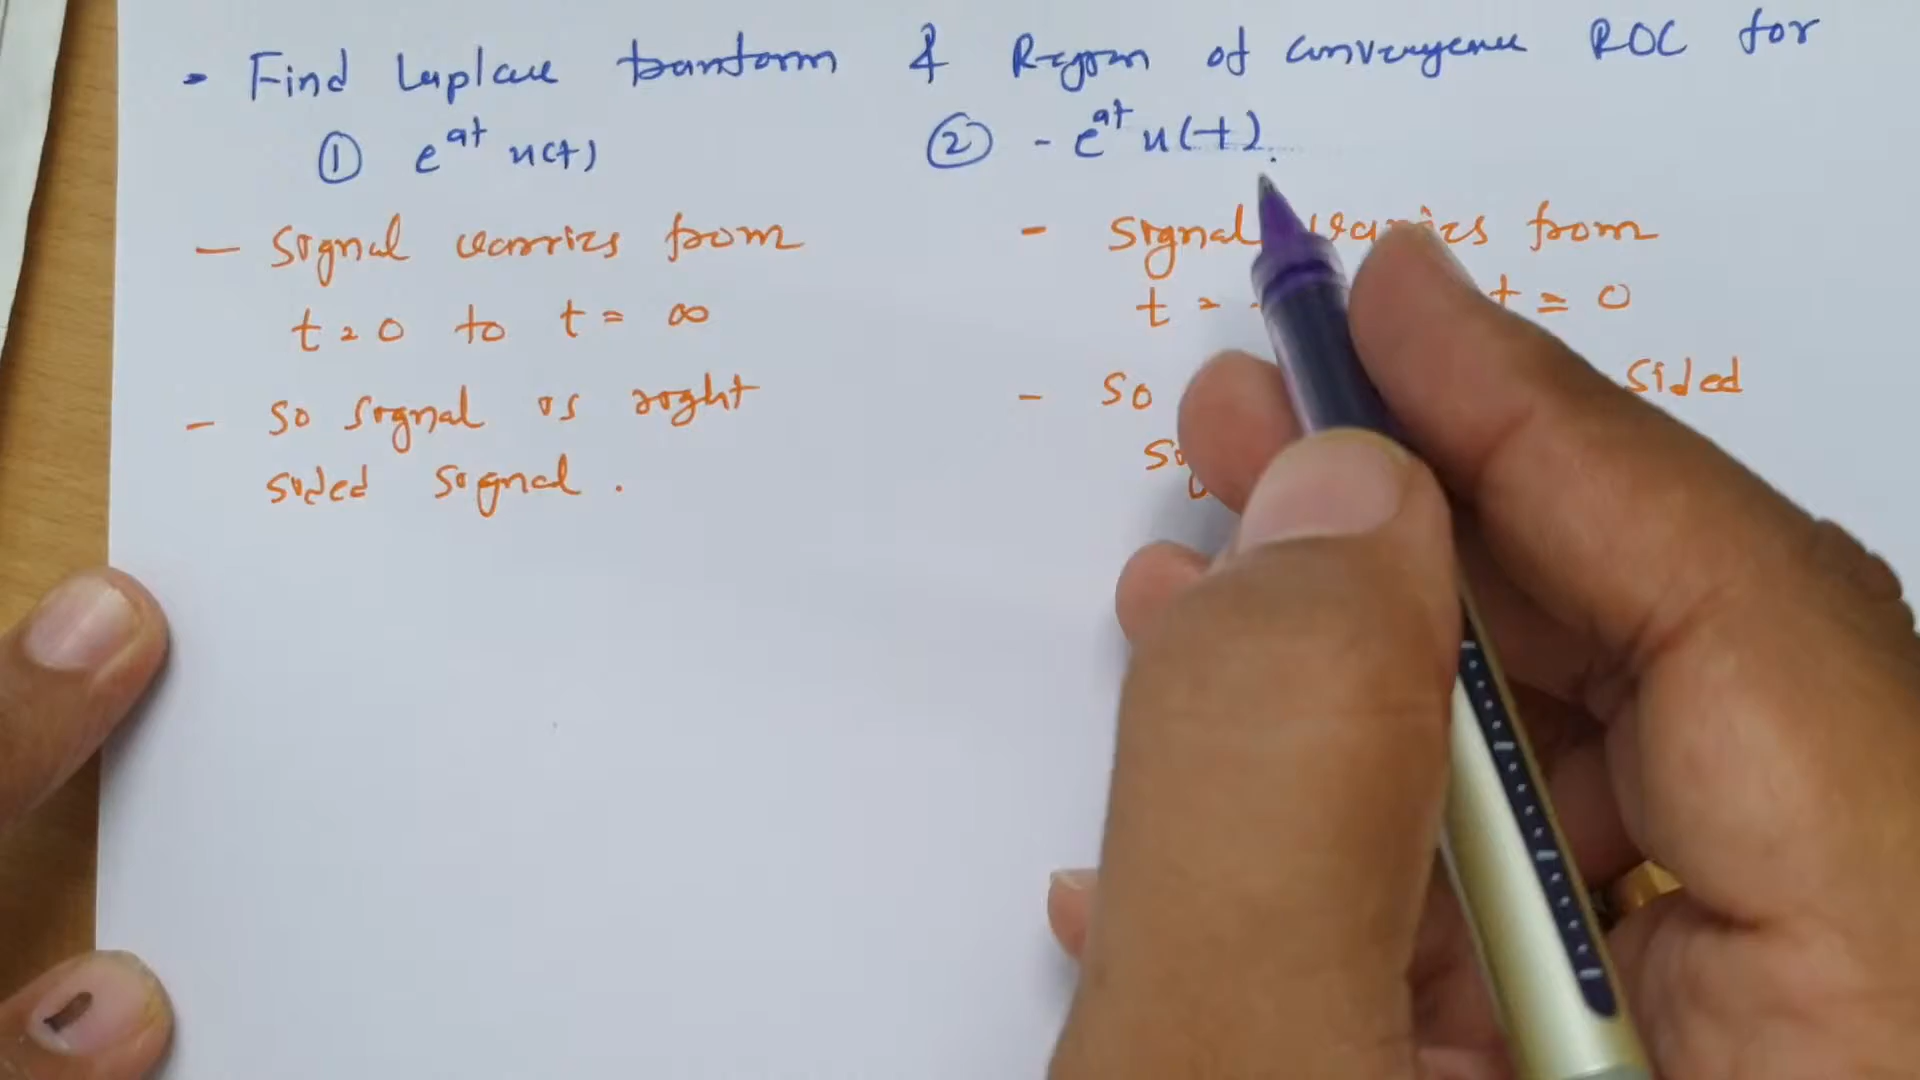 - Find Laplace transform & Region of convergence ROC for
① e^at u(t) ② - e^at u(-t).
- Signal varries from
t = 0 to t = ∞
- So signal is right
sided signal.
- Signal varries from
t = t = 0
- So sided